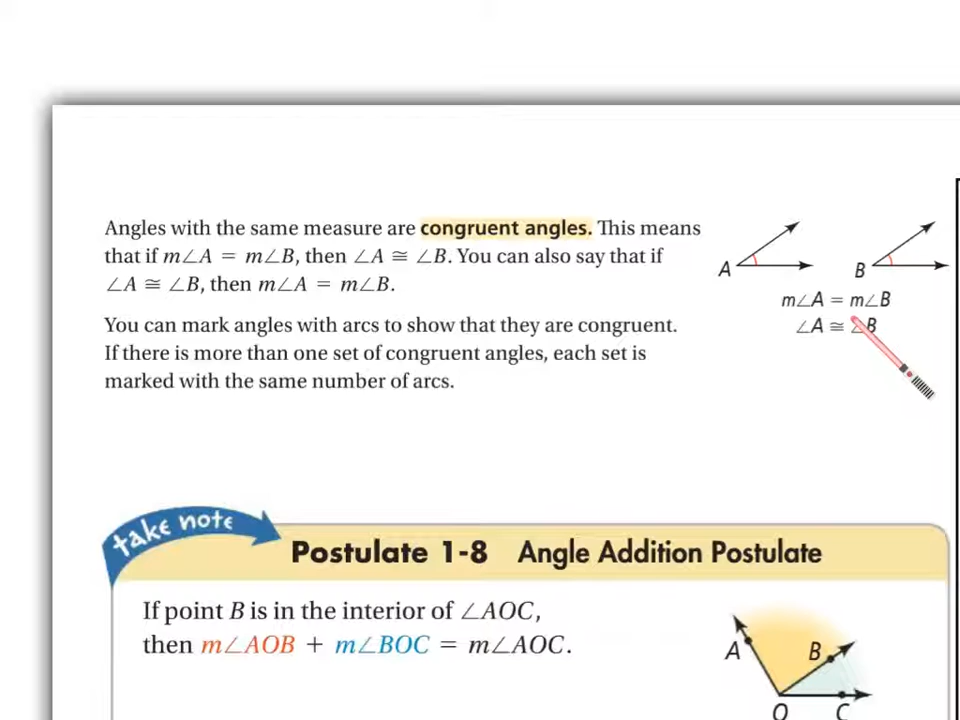 Angles with the same measure are congruent angles. This means
that if m∠A = m∠B, then ∠A ≅ ∠B. You can also say that if
∠A ≅ ∠B, then m∠A = m∠B.
You can mark angles with arcs to show that they are congruent.
If there is more than one set of congruent angles, each set is
marked with the same number of arcs.
A
B
m∠A = m∠B
∠A ≅ ∠B
take note
Postulate 1-8 Angle Addition Postulate
If point B is in the interior of ∠AOC,
then m∠AOB + m∠BOC = m∠AOC.
A
B
O
C